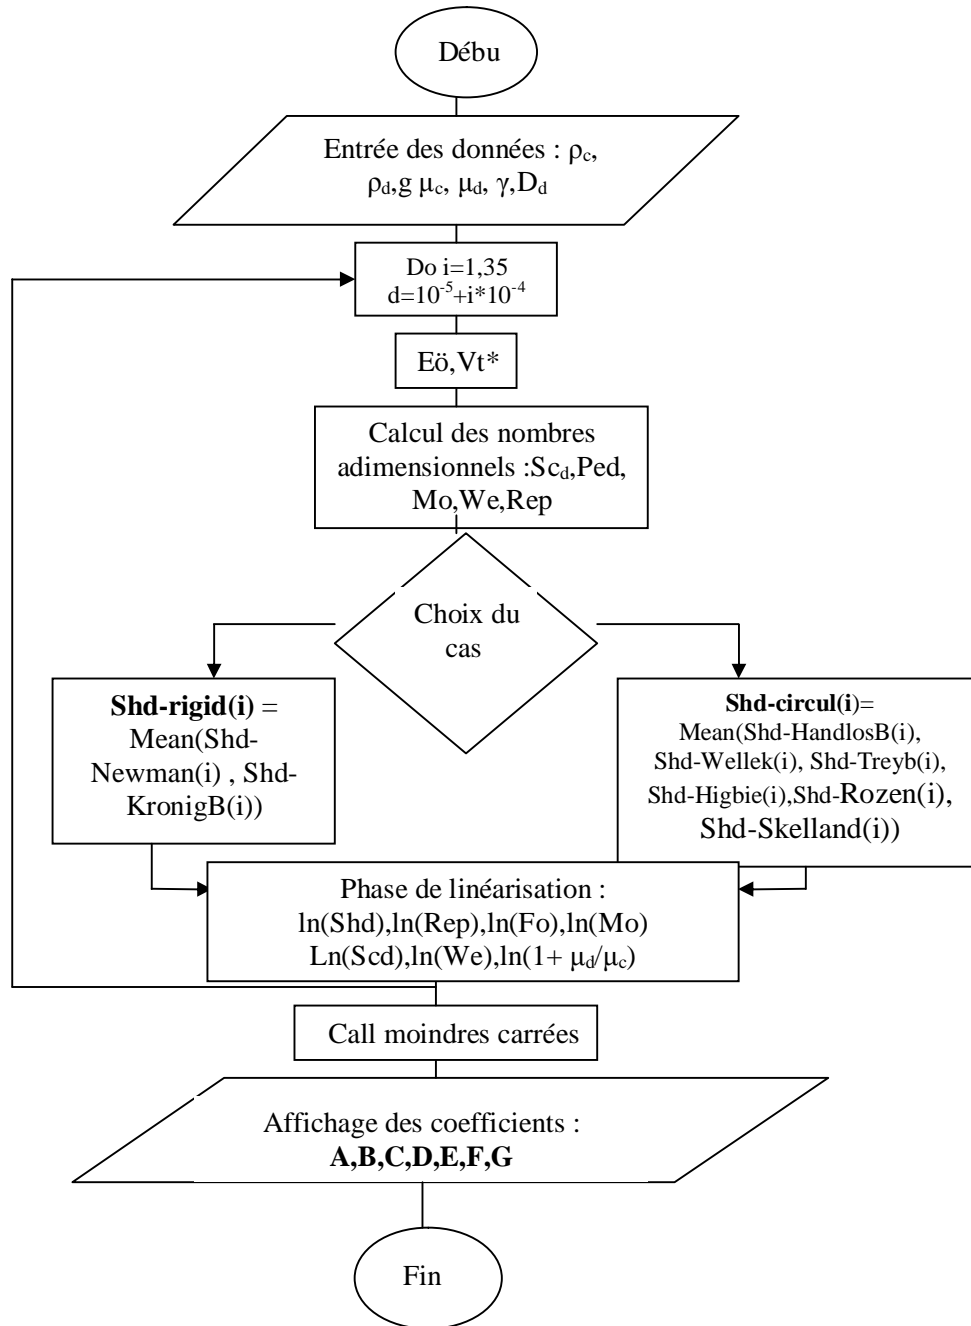 Débu
Entrée des données : ρc,
ρd,g μc, μd, γ,Dd
Do i=1,35
d=10^-5+i*10^-4
Eö,Vt*
Calcul des nombres
adimensionnels :Scd,Ped,
Mo,We,Rep
Choix du
cas
Shd-rigid(i) =
Mean(Shd-
Newman(i) , Shd-
KronigB(i))
Shd-circul(i)=
Mean(Shd-HandlosB(i),
Shd-Wellek(i), Shd-Treyb(i),
Shd-Higbie(i),Shd-Rozen(i),
Shd-Skelland(i))
Phase de linéarisation :
ln(Shd),ln(Rep),ln(Fo),ln(Mo)
Ln(Scd),ln(We),ln(1+ μd/μc)
Call moindres carrées
Affichage des coefficients :
A,B,C,D,E,F,G
Fin